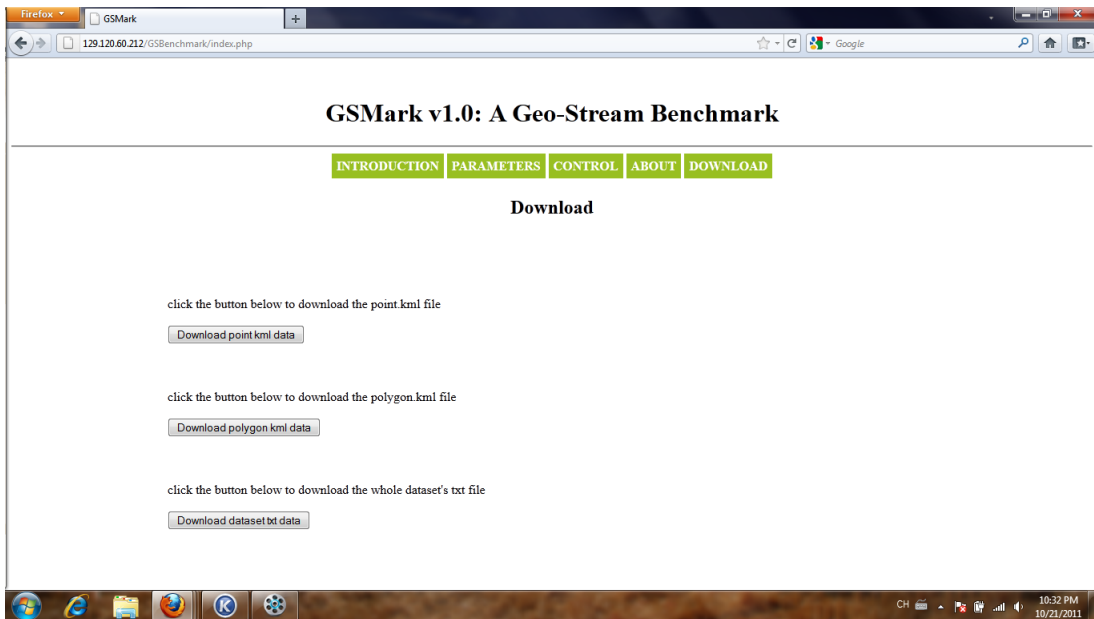 Firefox
GSMark
129.120.60.212/GSBenchmark/index.php
Google
GSMark v1.0: A Geo-Stream Benchmark
INTRODUCTION PARAMETERS CONTROL ABOUT DOWNLOAD
Download
click the button below to download the point.kml file
Download point kml data
click the button below to download the polygon.kml file
Download polygon kml data
click the button below to download the whole dataset's txt file
Download dataset txt data
CH
10:32 PM
10/21/2011